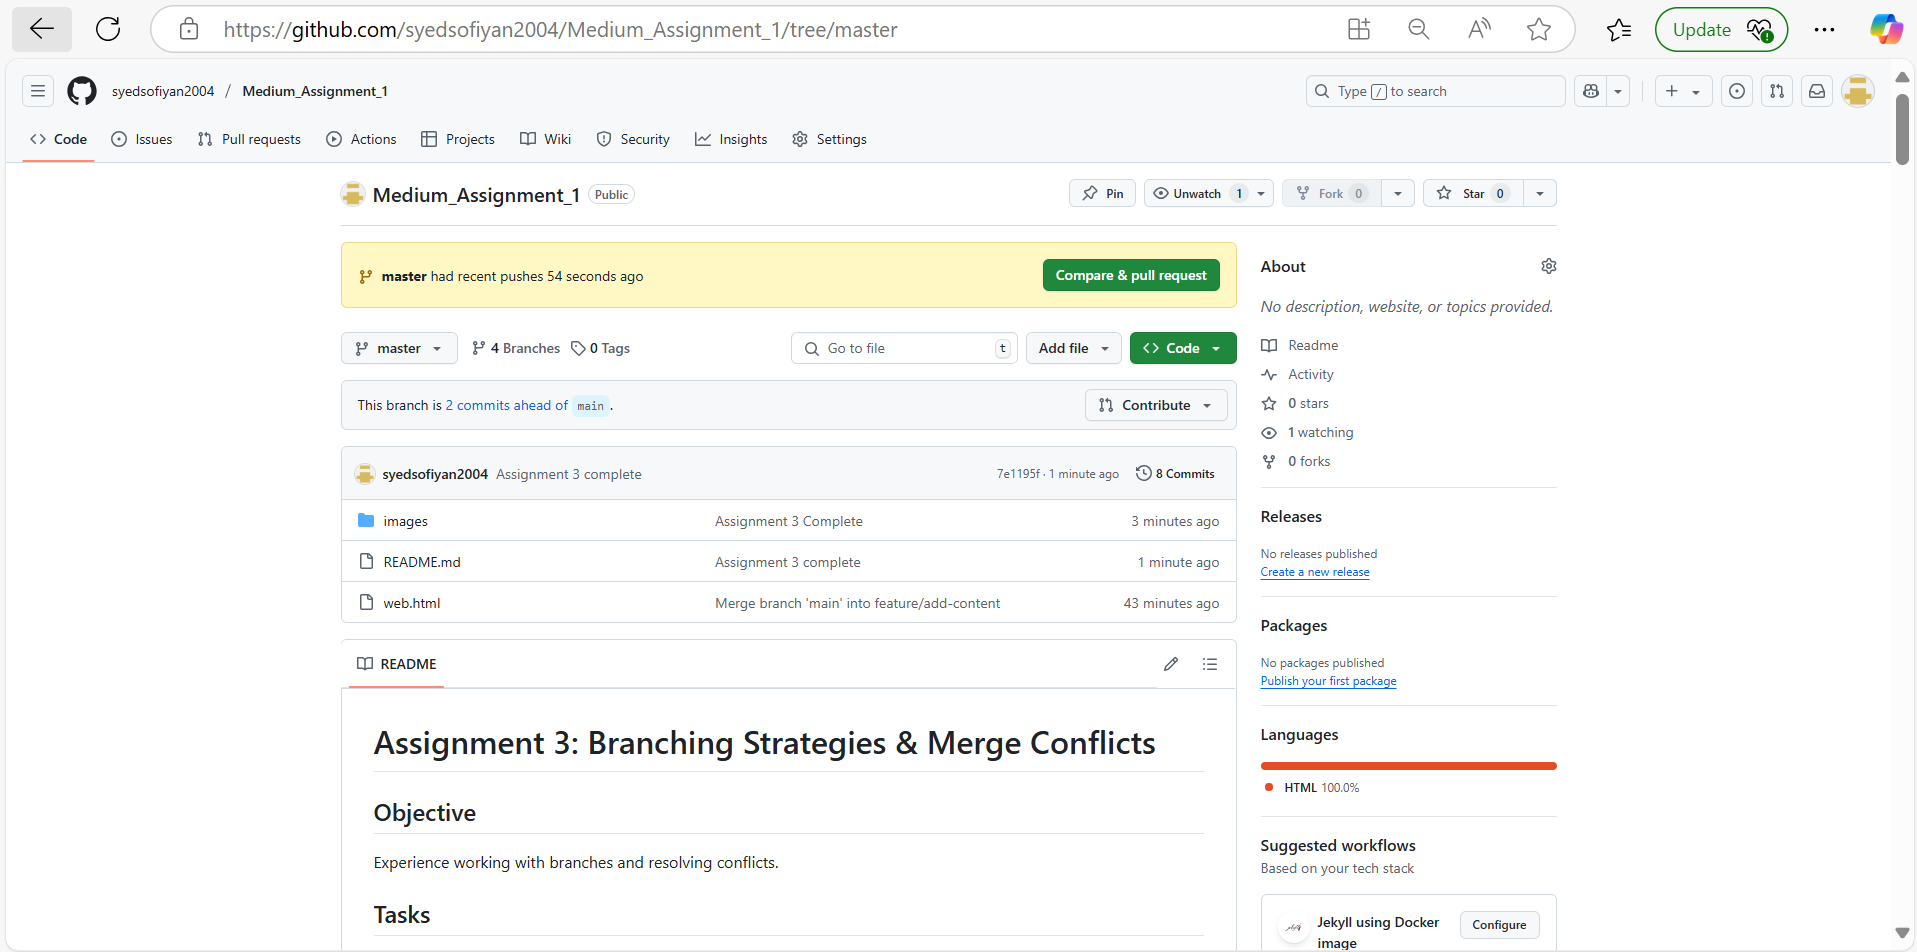 https://github.com/syedsofiyan2004/Medium_Assignment_1/tree/master
Update
syedsofiyan2004 / Medium_Assignment_1
Type / to search
Code Issues Pull requests Actions Projects Wiki Security Insights Settings
Medium_Assignment_1 Public
Pin Unwatch 1 Fork 0 Star 0
master had recent pushes 54 seconds ago
Compare & pull request
master 4 Branches 0 Tags
Go to file t Add file Code
This branch is 2 commits ahead of main .
Contribute
syedsofiyan2004 Assignment 3 complete 7e1195f · 1 minute ago 8 Commits
images Assignment 3 Complete 3 minutes ago
README.md Assignment 3 complete 1 minute ago
web.html Merge branch 'main' into feature/add-content 43 minutes ago
README
Assignment 3: Branching Strategies & Merge Conflicts
Objective
Experience working with branches and resolving conflicts.
Tasks
About
No description, website, or topics provided.
Readme
Activity
0 stars
1 watching
0 forks
Releases
No releases published
Create a new release
Packages
No packages published
Publish your first package
Languages
HTML 100.0%
Suggested workflows
Based on your tech stack
Jekyll using Docker
image
Configure